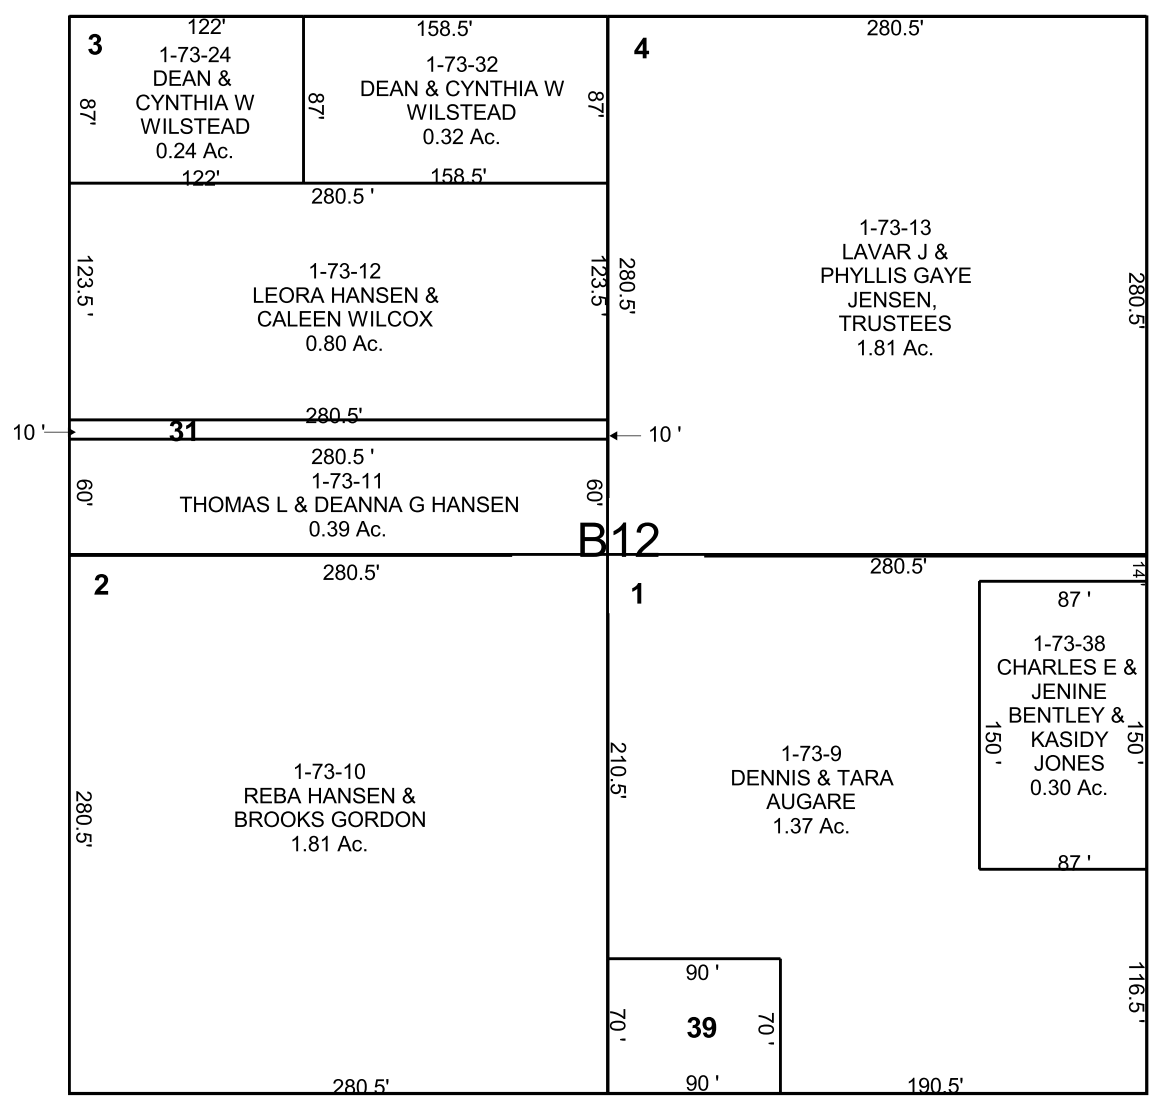 3
122'
1-73-24
DEAN &
CYNTHIA W
WILSTEAD
0.24 Ac.
87'
122'
87'
158.5'
1-73-32
DEAN & CYNTHIA W
WILSTEAD
0.32 Ac.
87'
158.5'
4
280.5'
1-73-13
LAVAR J &
PHYLLIS GAYE
JENSEN,
TRUSTEES
1.81 Ac.
280.5'
280.5'
280.5 '
123.5 '
1-73-12
LEORA HANSEN &
CALEEN WILCOX
0.80 Ac.
123.5'
280.5'
10 '
31
10 '
280.5 '
1-73-11
THOMAS L & DEANNA G HANSEN
0.39 Ac.
60'
60'
B12
2
280.5'
1-73-10
REBA HANSEN &
BROOKS GORDON
1.81 Ac.
280.5'
280.5'
1
280.5'
14'
87 '
1-73-38
CHARLES E &
JENINE
BENTLEY &
KASIDY
JONES
0.30 Ac.
150 '
150 '
87 '
210.5'
1-73-9
DENNIS & TARA
AUGARE
1.37 Ac.
116.5 '
90 '
70 '
39
70 '
90 '
190.5'